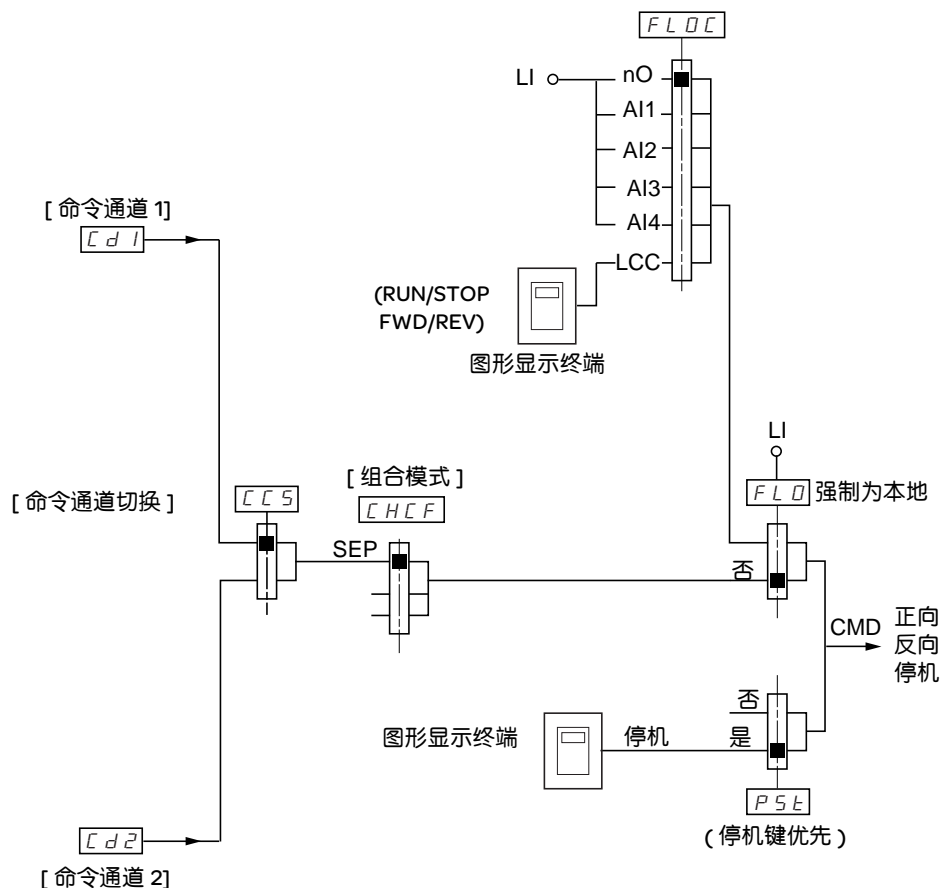 FLOC
LI
nO
AI1
AI2
AI3
AI4
LCC
[ 命令通道 1]
Cd1
(RUN/STOP
FWD/REV)
图形显示终端
LI
[ 组合模式 ]
[ 命令通道切换 ]
CCS
CHCF
FLO
强制为本地
SEP
否
CMD
正向
反向
停机
否
图形显示终端
停机
是
PSt
( 停机键优先 )
Cd2
[ 命令通道 2]